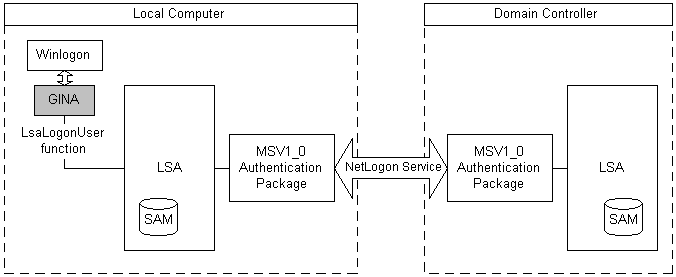 Local Computer
Domain Controller
Winlogon
GINA
LsaLogonUser
function
LSA
SAM
MSV1_0
Authentication
Package
NetLogon Service
MSV1_0
Authentication
Package
LSA
SAM